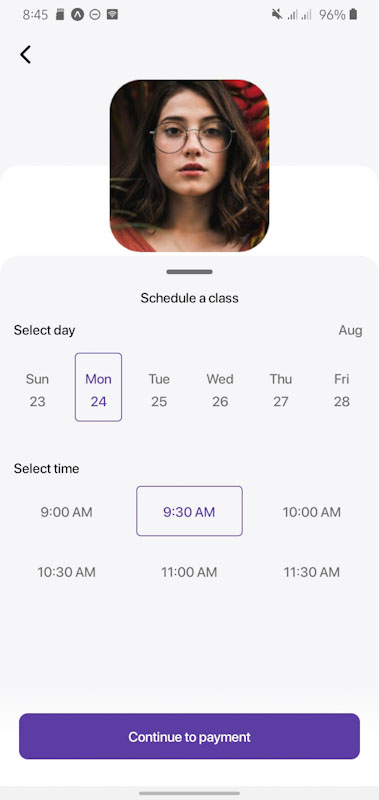 8:45 96%
Schedule a class
Select day Aug
Sun Mon Tue Wed Thu Fri
23 24 25 26 27 28
Select time
9:00 AM 9:30 AM 10:00 AM
10:30 AM 11:00 AM 11:30 AM
Continue to payment